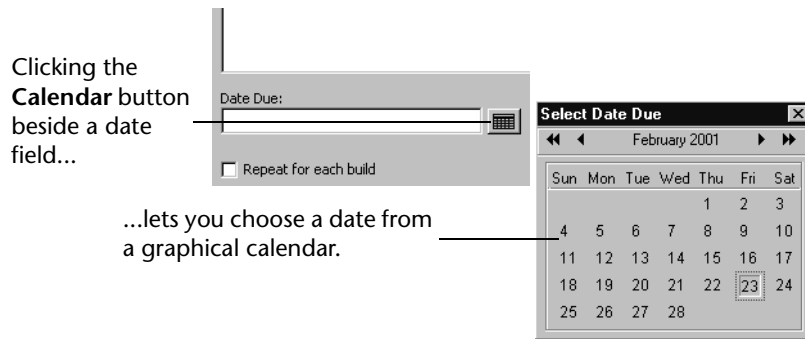 Clicking the
Calendar button
beside a date
field...
Date Due:
Repeat for each build
...lets you choose a date from
a graphical calendar.
Select Date Due
February 2001
Sun Mon Tue Wed Thu Fri Sat
1 2 3
4 5 6 7 8 9 10
11 12 13 14 15 16 17
18 19 20 21 22 23 24
25 26 27 28